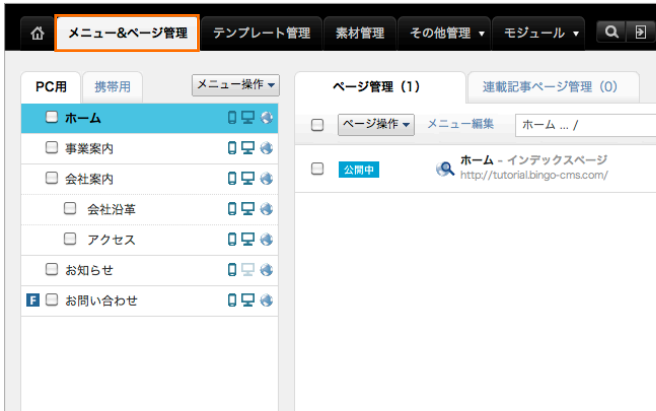 メニュー&ページ管理 テンプレート管理 素材管理 その他管理 ▼ モジュール ▼
PC用 携帯用 メニュー操作▼
ホーム
事業案内
会社案内
会社沿革
アクセス
お知らせ
F お問い合わせ
ページ管理（1） 連載記事ページ管理（0）
ページ操作▼ メニュー編集 ホーム ... /
公開中 ホーム - インデックスページ
http://tutorial.bingo-cms.com/